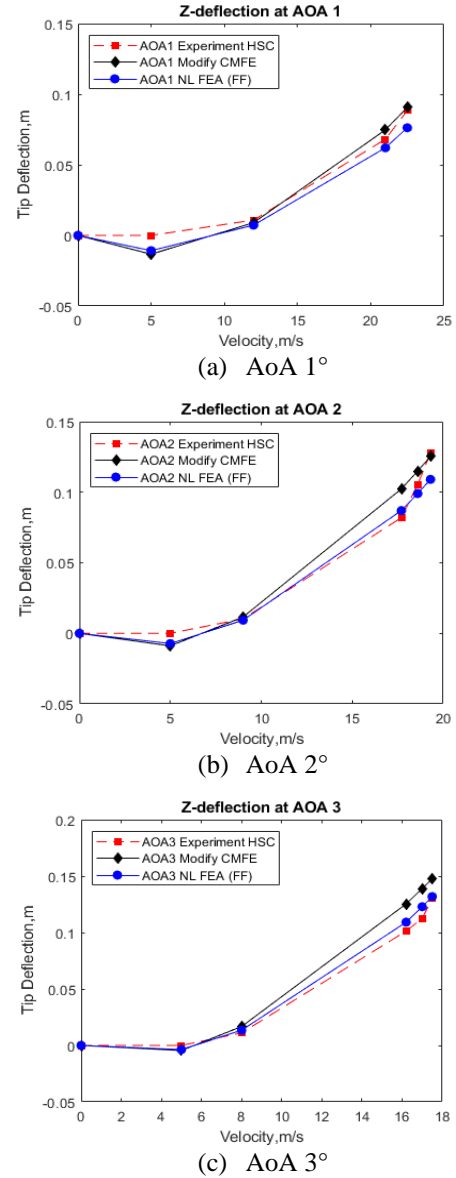 Z-deflection at AOA 1
0.15
AOA1 Experiment HSC
AOA1 Modify CMFE
AOA1 NL FEA (FF)
0.1
0.05
0
-0.05
Tip Deflection,m
0 5 10 15 20 25
Velocity,m/s
(a) AoA 1°
Z-deflection at AOA 2
0.15
AOA2 Experiment HSC
AOA2 Modify CMFE
AOA2 NL FEA (FF)
0.1
0.05
0
-0.05
Tip Deflection,m
0 5 10 15 20
Velocity,m/s
(b) AoA 2°
Z-deflection at AOA 3
0.2
AOA3 Experiment HSC
AOA3 Modify CMFE
AOA3 NL FEA (FF)
0.15
0.1
0.05
0
-0.05
Tip Deflection,m
0 2 4 6 8 10 12 14 16 18
Velocity,m/s
(c) AoA 3°